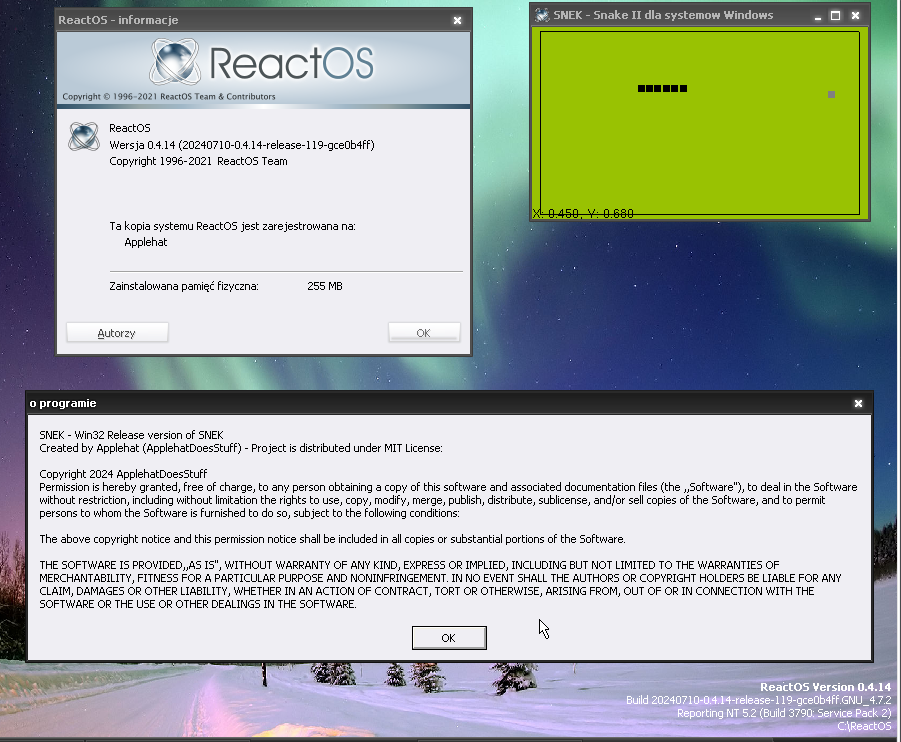 ReactOS - informacje
ReactOS
Copyright © 1996-2021 ReactOS Team & Contributors
ReactOS
Wersja 0.4.14 (20240710-0.4.14-release-119-gce0b4ff)
Copyright 1996-2021 ReactOS Team
Ta kopia systemu ReactOS jest zarejestrowana na:
Applehat
Zainstalowana pamięć fizyczna: 255 MB
Autorzy OK
SNEK - Snake II dla systemow Windows
X: 0.450, Y: 0.680
o programie
SNEK - Win32 Release version of SNEK
Created by Applehat (ApplehatDoesStuff) - Project is distributed under MIT License:
Copyright 2024 ApplehatDoesStuff
Permission is hereby granted, free of charge, to any person obtaining a copy of this software and associated documentation files (the ,,Software"), to deal in the Software
without restriction, including without limitation the rights to use, copy, modify, merge, publish, distribute, sublicense, and/or sell copies of the Software, and to permit
persons to whom the Software is furnished to do so, subject to the following conditions:
The above copyright notice and this permission notice shall be included in all copies or substantial portions of the Software.
THE SOFTWARE IS PROVIDED,,AS IS", WITHOUT WARRANTY OF ANY KIND, EXPRESS OR IMPLIED, INCLUDING BUT NOT LIMITED TO THE WARRANTIES OF
MERCHANTABILITY, FITNESS FOR A PARTICULAR PURPOSE AND NONINFRINGEMENT. IN NO EVENT SHALL THE AUTHORS OR COPYRIGHT HOLDERS BE LIABLE FOR ANY
CLAIM, DAMAGES OR OTHER LIABILITY, WHETHER IN AN ACTION OF CONTRACT, TORT OR OTHERWISE, ARISING FROM, OUT OF OR IN CONNECTION WITH THE
SOFTWARE OR THE USE OR OTHER DEALINGS IN THE SOFTWARE.
OK
ReactOS Version 0.4.14
Build 20240710-0.4.14-release-119-gce0b4ff.GNU_4.7.2
Reporting NT 5.2 (Build 3790: Service Pack 2)
C:\ReactOS